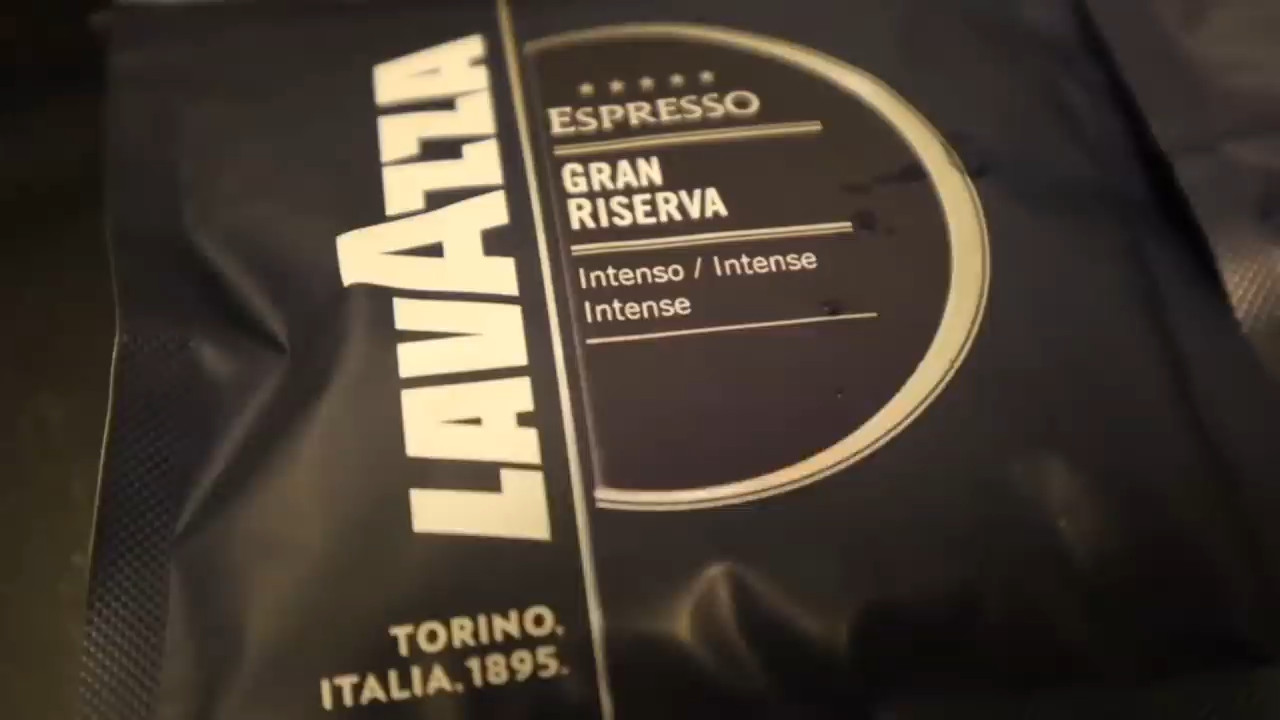 LAVAZZA
ESPRESSO
GRAN
RISERVA
Intenso / Intense
Intense
TORINO.
ITALIA.1895.